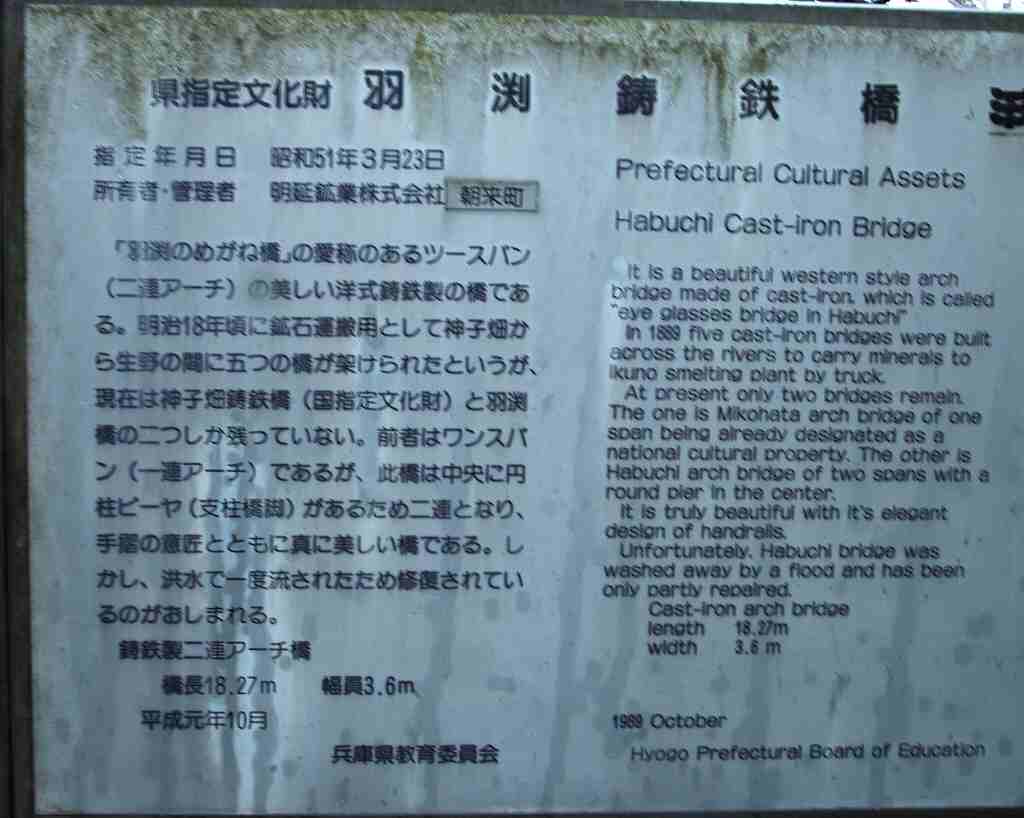 県指定文化財 羽渕鋳鉄橋
指定年月日 昭和51年3月23日
所有者・管理者 明延鉱業株式会社 朝来町
「羽渕のめがね橋」の愛称のあるツースパン
(二連アーチ)の美しい洋式鋳鉄製の橋であ
る。明治18年頃に鉱石運搬用として神子畑か
ら生野の間に五つの橋が架けられたというが、
現在は神子畑鋳鉄橋(国指定文化財)と羽渕
橋の二つしか残っていない。前者はワンスパ
ン(一連アーチ)であるが、此橋は中央に円
柱ピーヤ(支柱橋脚)があるため二連となり、
手摺の意匠とともに真に美しい橋である。し
かし、洪水で一度流されたため修復されてい
るのがおしまれる。
鋳鉄製二連アーチ橋
橋長18.27m 幅員3.6m
平成元年10月
兵庫県教育委員会
Prefectural Cultural Assets
Habuchi Cast-iron Bridge
It is a beautiful western style arch
bridge made of cast-iron, which is called
"eye glasses bridge in Habuchi"
In 1889 five cast-iron bridges were built
across the rivers to carry minerals to
Ikuno smelting plant by truck.
At present only two bridges remain.
The one is Mikohata arch bridge of one
span being already designated as a
national cultural property. The other is
Habuchi arch bridge of two spans with a
round pier in the center.
It is truly beautiful with it's elegant
design of handrails.
Unfortunately, Habuchi bridge was
washed away by a flood and has been
only partly repaired.
Cast-iron arch bridge
length 18.27m
width 3.6 m
1989 October
Hyogo Prefectural Board of Education